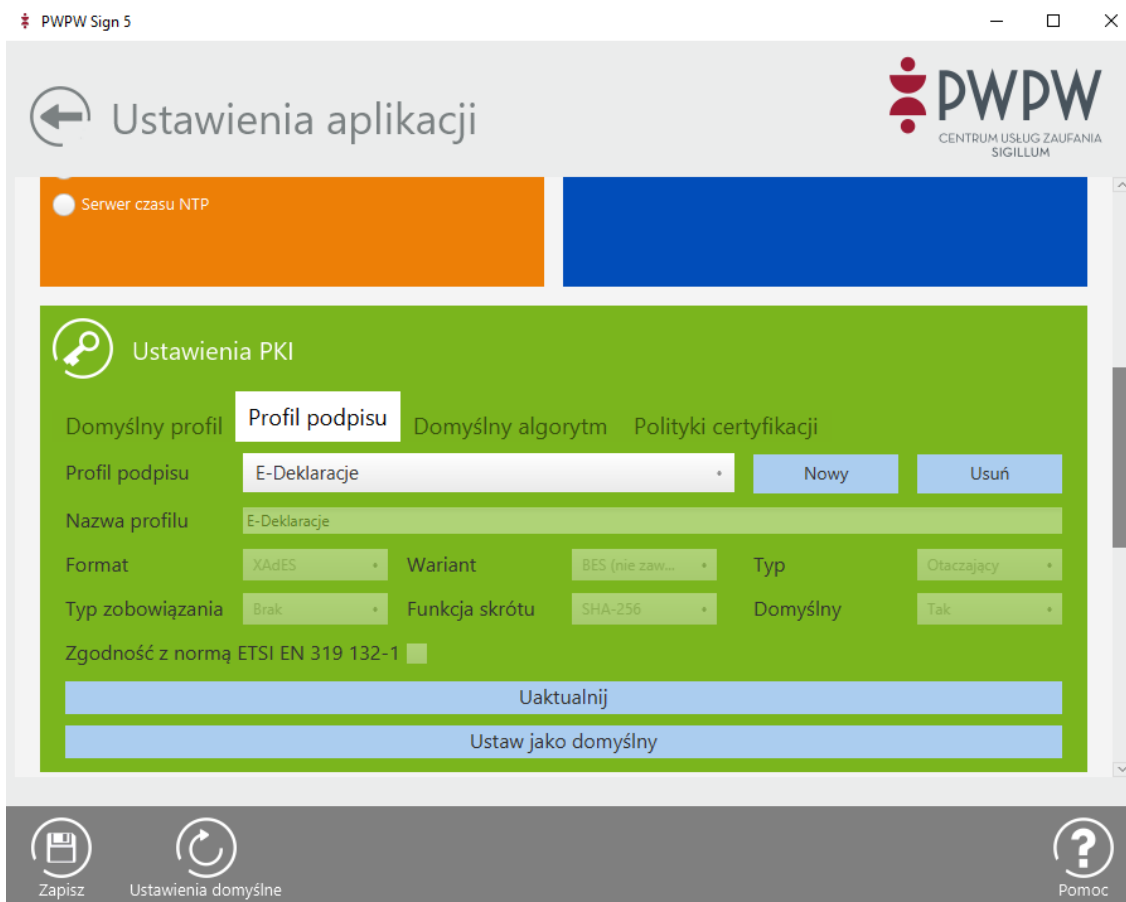 PWPW Sign 5
Ustawienia aplikacji
PWPW
CENTRUM USŁUG ZAUFANIA
SIGILLUM
Serwer czasu NTP
Ustawienia PKI
Domyślny profil Profil podpisu Domyślny algorytm Polityki certyfikacji
Profil podpisu E-Deklaracje Nowy Usuń
Nazwa profilu E-Deklaracje
Format XAdES Wariant BES (nie zaw... Typ Otaczający
Typ zobowiązania Brak Funkcja skrótu SHA-256 Domyślny Tak
Zgodność z normą ETSI EN 319 132-1
Uaktualnij
Ustaw jako domyślny
Zapisz Ustawienia domyślne Pomoc